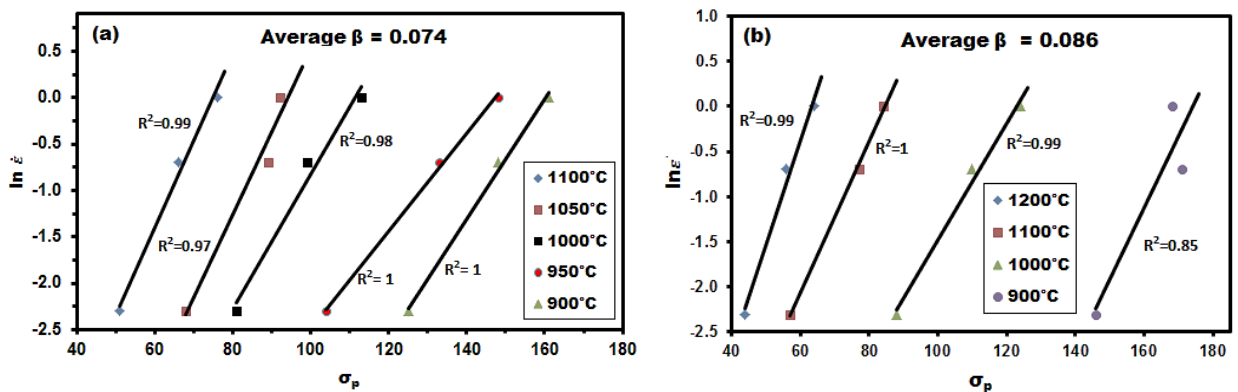 (a)
Average β = 0.074
0.5
0.0
-0.5
-1.0
-1.5
-2.0
-2.5
ln ε̇
R²=0.99
R²=0.98
R²=0.97
R²= 1
R²= 1
1100°C
1050°C
1000°C
950°C
900°C
40 60 80 100 120 140 160 180
σp
(b)
Average β = 0.086
1.0
0.5
0.0
-0.5
-1.0
-1.5
-2.0
-2.5
lnε̇
R²=0.99
R²=1
R²=0.99
R²=0.85
1200°C
1100°C
1000°C
900°C
40 60 80 100 120 140 160 180
σp